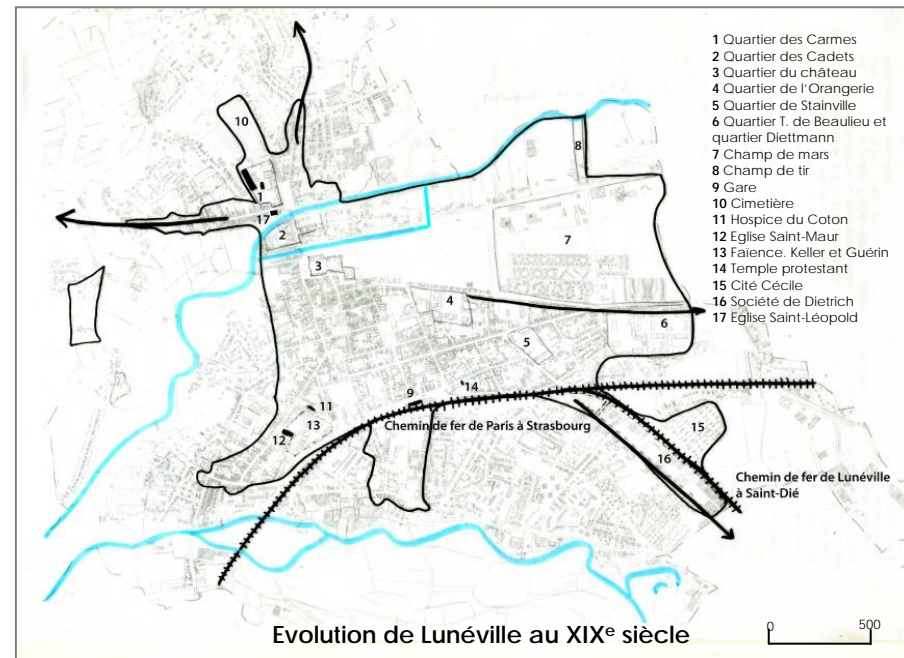 1 Quartier des Carmes
2 Quartier des Cadets
3 Quartier du château
4 Quartier de l'Orangerie
5 Quartier de Stainville
6 Quartier T. de Beaulieu et
quartier Diettmann
7 Champ de mars
8 Champ de tir
9 Gare
10 Cimetière
11 Hospice du Coton
12 Eglise Saint-Maur
13 Faïence. Keller et Guérin
14 Temple protestant
15 Cité Cécile
16 Société de Dietrich
17 Eglise Saint-Léopold
10
8
1
17
2
7
3
4
6
5
14
9
11
Chemin de fer de Paris à Strasbourg
13
12
15
16
Chemin de fer de Lunéville
à Saint-Dié
Evolution de Lunéville au XIXe siècle
0 500